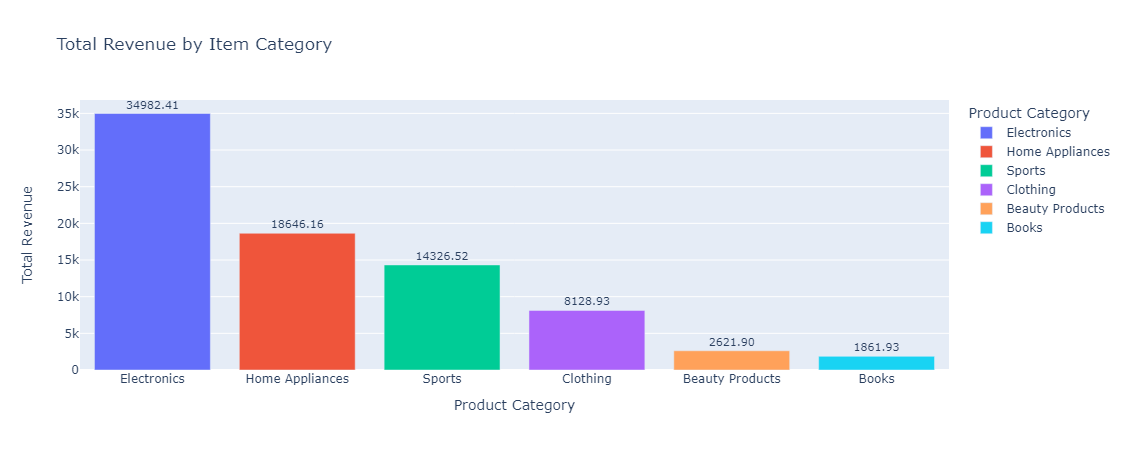 Total Revenue by Item Category
34982.41
18646.16
14326.52
8128.93
2621.90
1861.93
35k
30k
25k
20k
15k
10k
5k
0
Total Revenue
Electronics
Home Appliances
Sports
Clothing
Beauty Products
Books
Product Category
Product Category
Electronics
Home Appliances
Sports
Clothing
Beauty Products
Books